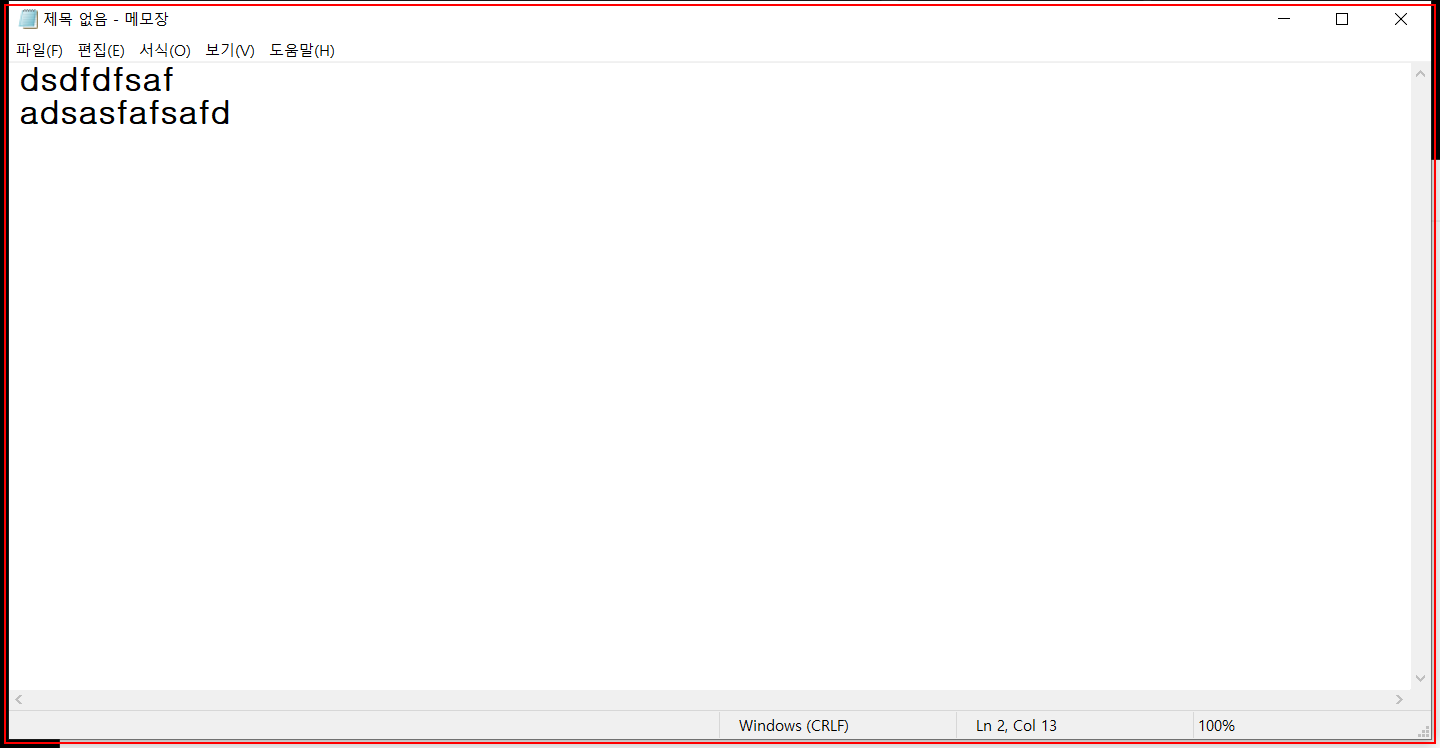 제목 없음 - 메모장
파일(F) 편집(E) 서식(O) 보기(V) 도움말(H)
dsdfdfsaf
adsasfafsafd
Windows (CRLF) Ln 2, Col 13 100%